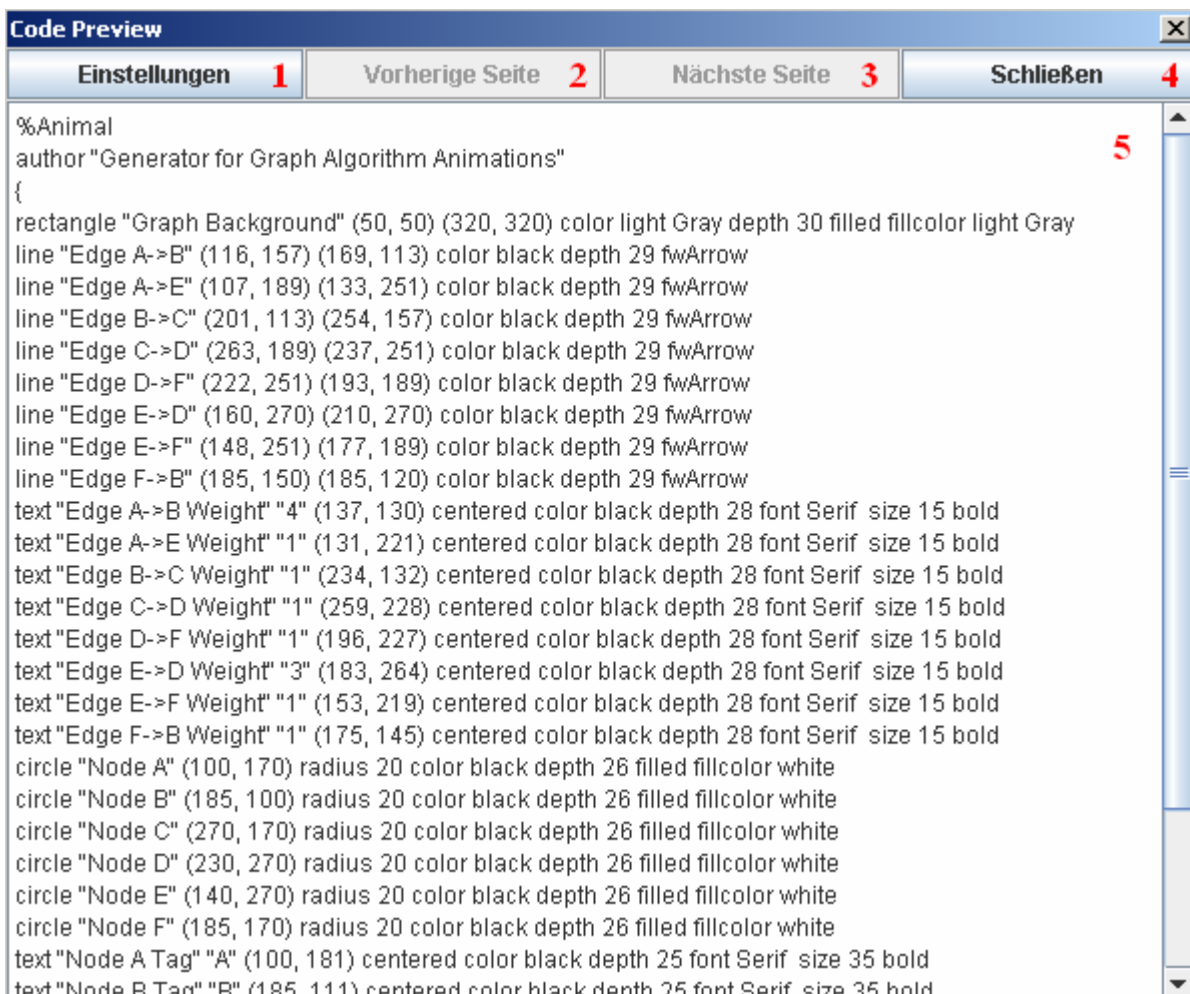 Code Preview
Einstellungen 1 Vorherige Seite 2 Nächste Seite 3 Schließen 4
5
%Animal
author "Generator for Graph Algorithm Animations"
{
rectangle "Graph Background" (50, 50) (320, 320) color light Gray depth 30 filled fillcolor light Gray
line "Edge A->B" (116, 157) (169, 113) color black depth 29 fwArrow
line "Edge A->E" (107, 189) (133, 251) color black depth 29 fwArrow
line "Edge B->C" (201, 113) (254, 157) color black depth 29 fwArrow
line "Edge C->D" (263, 189) (237, 251) color black depth 29 fwArrow
line "Edge D->F" (222, 251) (193, 189) color black depth 29 fwArrow
line "Edge E->D" (160, 270) (210, 270) color black depth 29 fwArrow
line "Edge E->F" (148, 251) (177, 189) color black depth 29 fwArrow
line "Edge F->B" (185, 150) (185, 120) color black depth 29 fwArrow
text "Edge A->B Weight" "4" (137, 130) centered color black depth 28 font Serif  size 15 bold
text "Edge A->E Weight" "1" (131, 221) centered color black depth 28 font Serif  size 15 bold
text "Edge B->C Weight" "1" (234, 132) centered color black depth 28 font Serif  size 15 bold
text "Edge C->D Weight" "1" (259, 228) centered color black depth 28 font Serif  size 15 bold
text "Edge D->F Weight" "1" (196, 227) centered color black depth 28 font Serif  size 15 bold
text "Edge E->D Weight" "3" (183, 264) centered color black depth 28 font Serif  size 15 bold
text "Edge E->F Weight" "1" (153, 219) centered color black depth 28 font Serif  size 15 bold
text "Edge F->B Weight" "1" (175, 145) centered color black depth 28 font Serif  size 15 bold
circle "Node A" (100, 170) radius 20 color black depth 26 filled fillcolor white
circle "Node B" (185, 100) radius 20 color black depth 26 filled fillcolor white
circle "Node C" (270, 170) radius 20 color black depth 26 filled fillcolor white
circle "Node D" (230, 270) radius 20 color black depth 26 filled fillcolor white
circle "Node E" (140, 270) radius 20 color black depth 26 filled fillcolor white
circle "Node F" (185, 170) radius 20 color black depth 26 filled fillcolor white
text "Node A Tag" "A" (100, 181) centered color black depth 25 font Serif  size 35 bold
text "Node B Tag" "B" (185, 111) centered color black depth 25 font Serif  size 35 bold